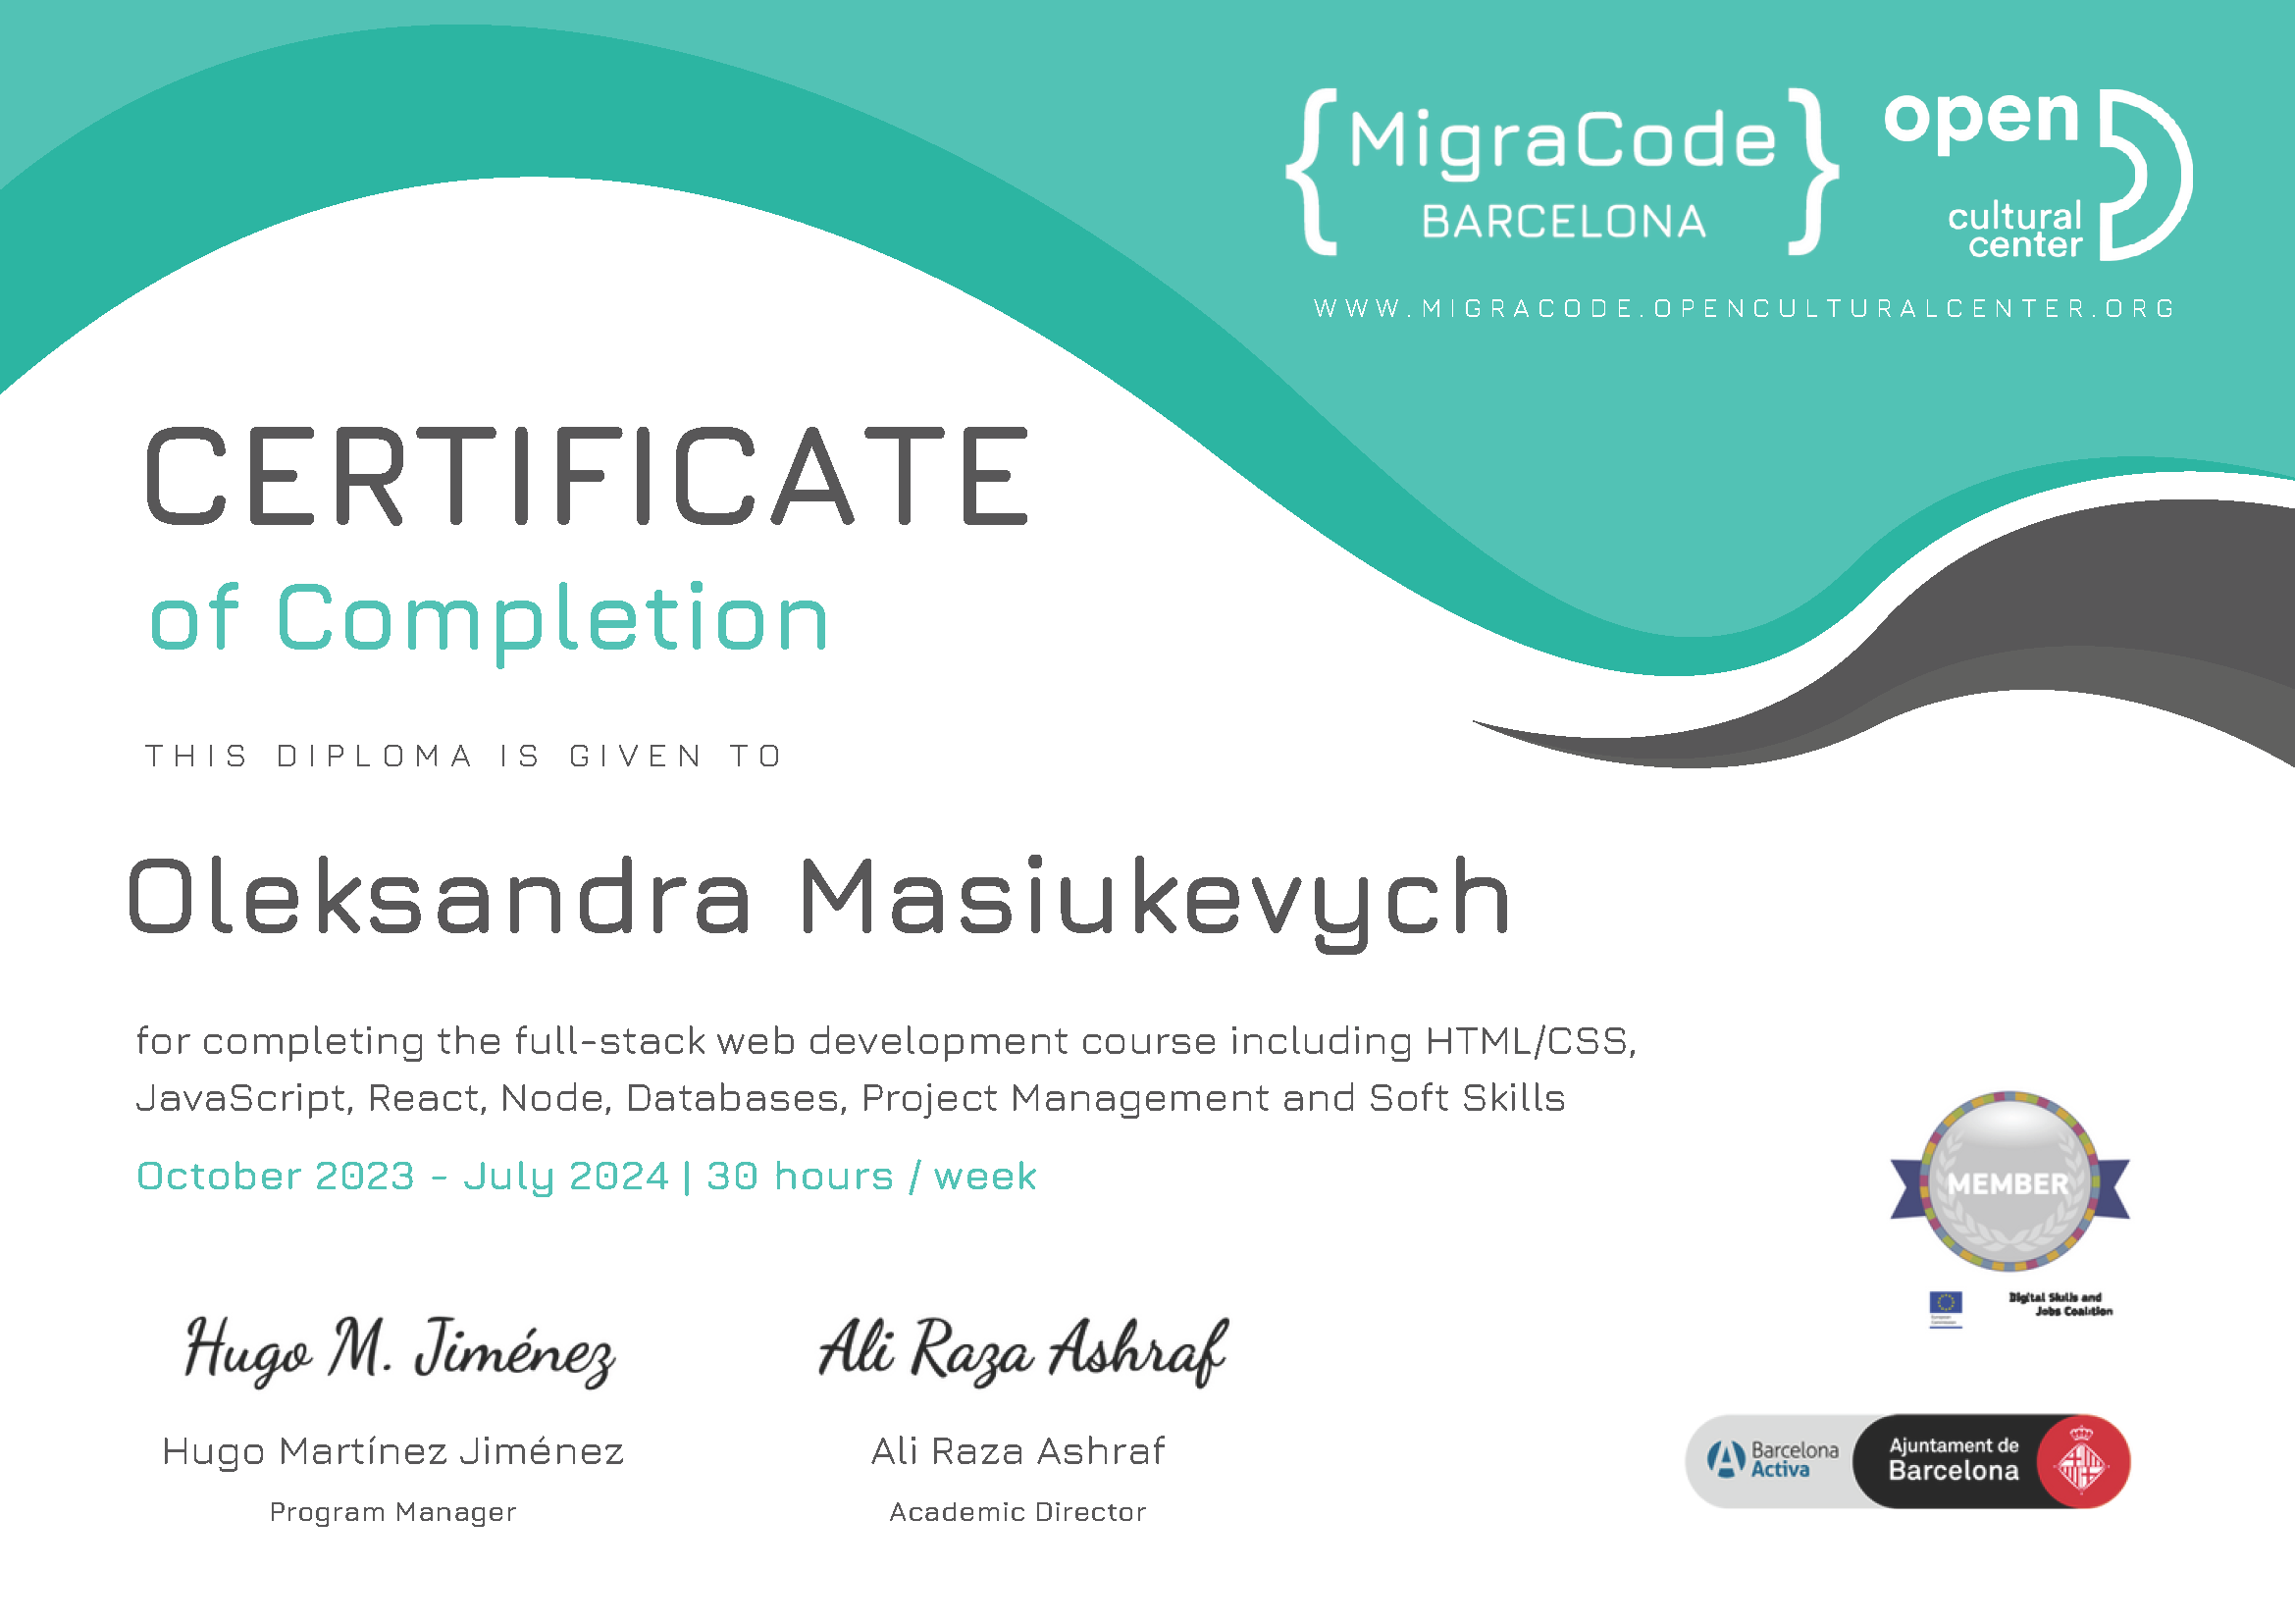 {MigraCode}
BARCELONA
open
cultural
center
WWW.MIGRACODE.OPENCULTURALCENTER.ORG
CERTIFICATE
of Completion
THIS DIPLOMA IS GIVEN TO
Oleksandra Masiukevych
for completing the full-stack web development course including HTML/CSS,
JavaScript, React, Node, Databases, Project Management and Soft Skills
October 2023 - July 2024 | 30 hours / week
MEMBER
Digital Skills and
Jobs Coalition
Hugo M. Jiménez
Ali Raza Ashraf
Hugo Martínez Jiménez
Ali Raza Ashraf
Program Manager
Academic Director
Barcelona
Activa
Ajuntament de
Barcelona